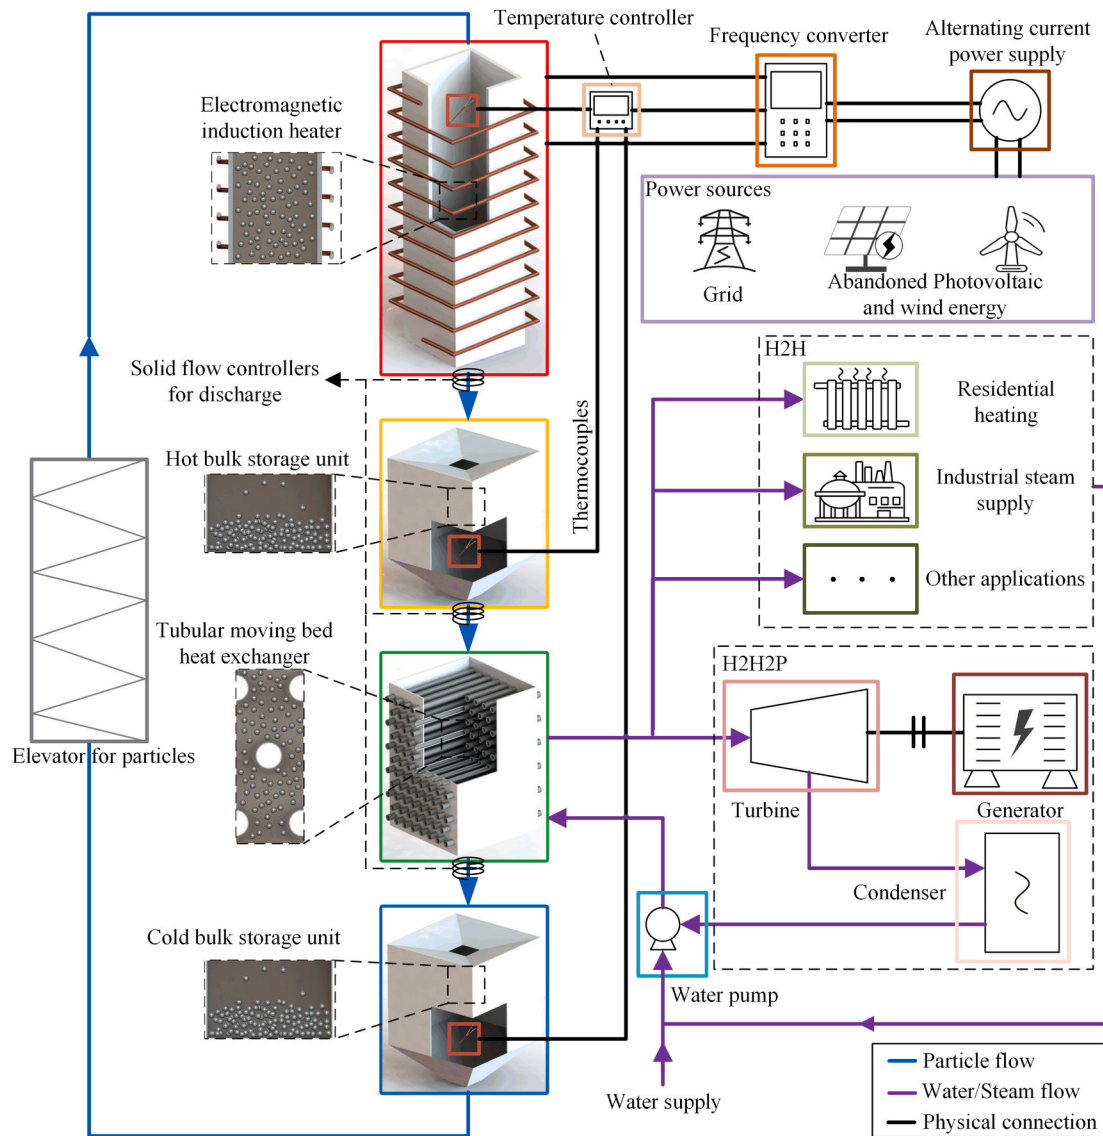 Temperature controller
Frequency converter
Alternating current
power supply
Electromagnetic
induction heater
Power sources
Grid
Abandoned Photovoltaic
and wind energy
Solid flow controllers
for discharge
H2H
Residential
heating
Hot bulk storage unit
Thermocouples
Industrial steam
supply
Other applications
Tubular moving bed
heat exchanger
H2H2P
Elevator for particles
Turbine
Generator
Condenser
Cold bulk storage unit
Water pump
Water supply
Particle flow
Water/Steam flow
Physical connection